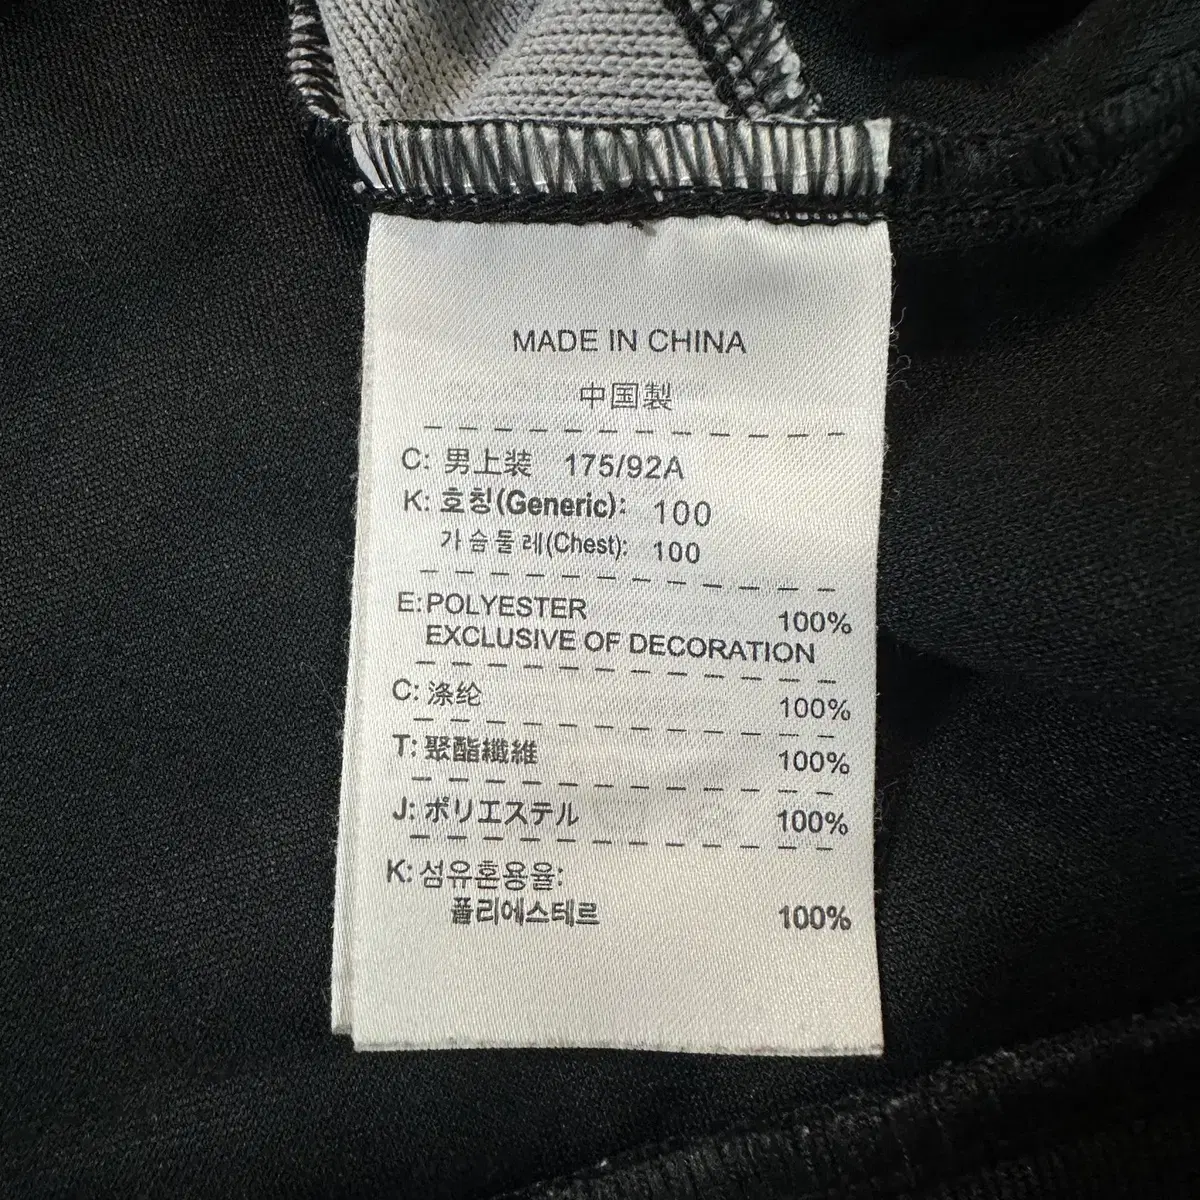 MADE IN CHINA
中国製
C: 男上装 175/92A
K: 호칭(Generic): 100
가슴둘레(Chest): 100
E: POLYESTER 100%
EXCLUSIVE OF DECORATION
C: 涤纶 100%
T: 聚酯纖維 100%
J: ポリエステル 100%
K: 섬유혼용율:
폴리에스테르 100%